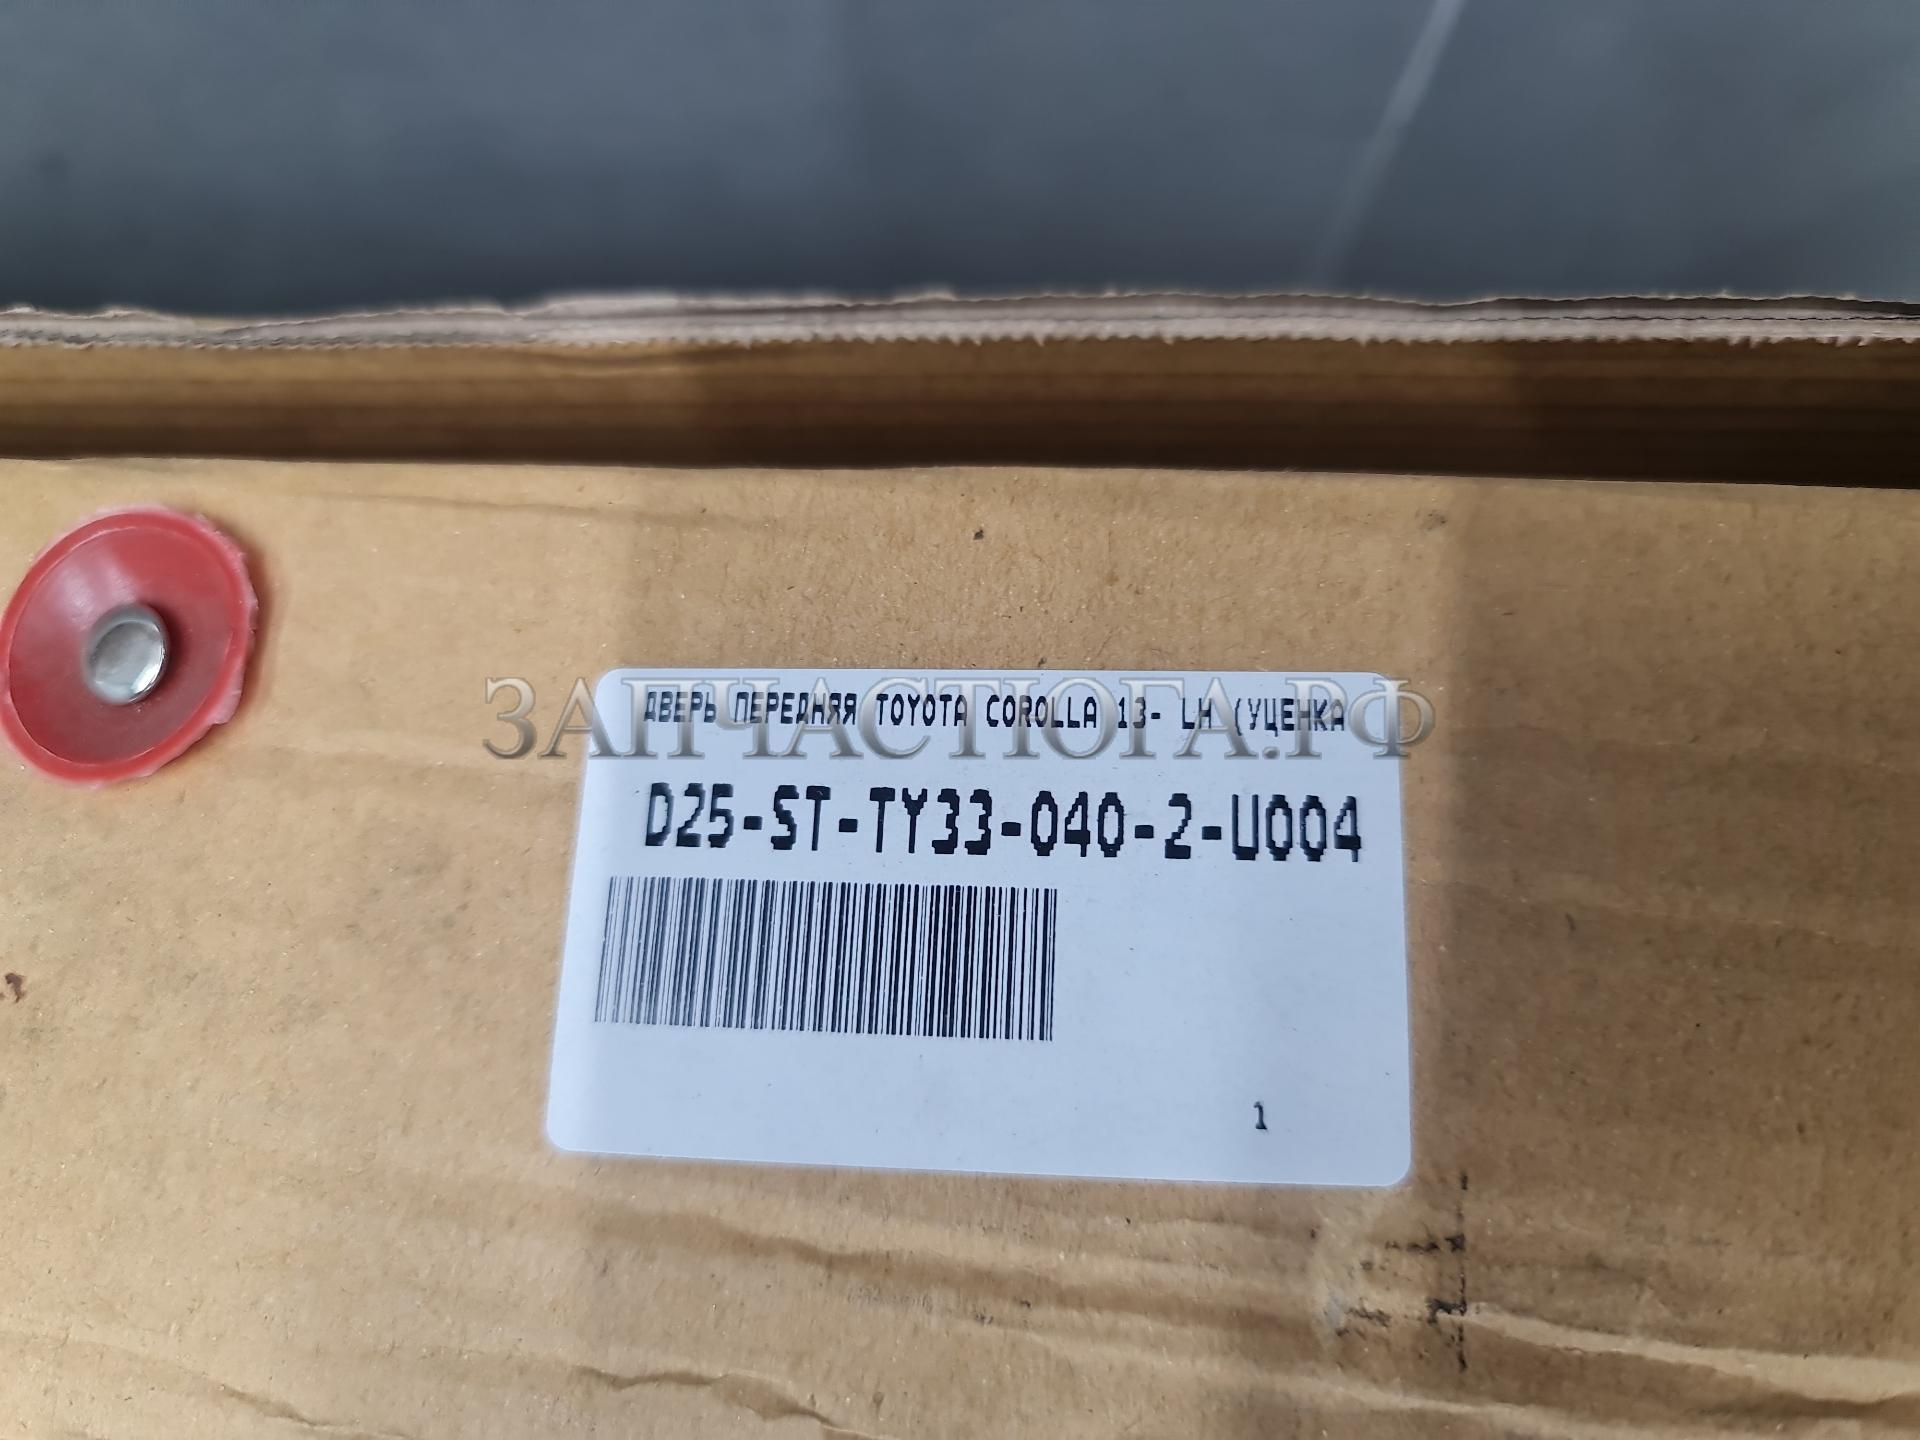 ДВЕРЬ ПЕРЕДНЯЯ TOYOTA COROLLA 13- LH (УЦЕНКА
ЗАПЧАСТЮГА.РФ
D25-ST-TY33-040-2-U004
1